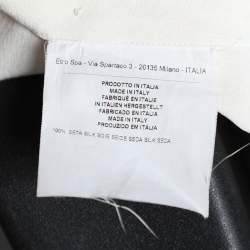 Etro Spa - Via Spartaco 3 - 20135 Milano - ITALIA
PRODOTTO IN ITALIA
MADE IN ITALY
FABRIQUÉ EN ITALIE
IN ITALIEN HERGESTELLT
FABRICADO EN ITALIA
MADE IN ITALY
PRODUZIDO EM ITALIA
100% SETA SILK SOIE SEIDE SEDA SILK SEDA